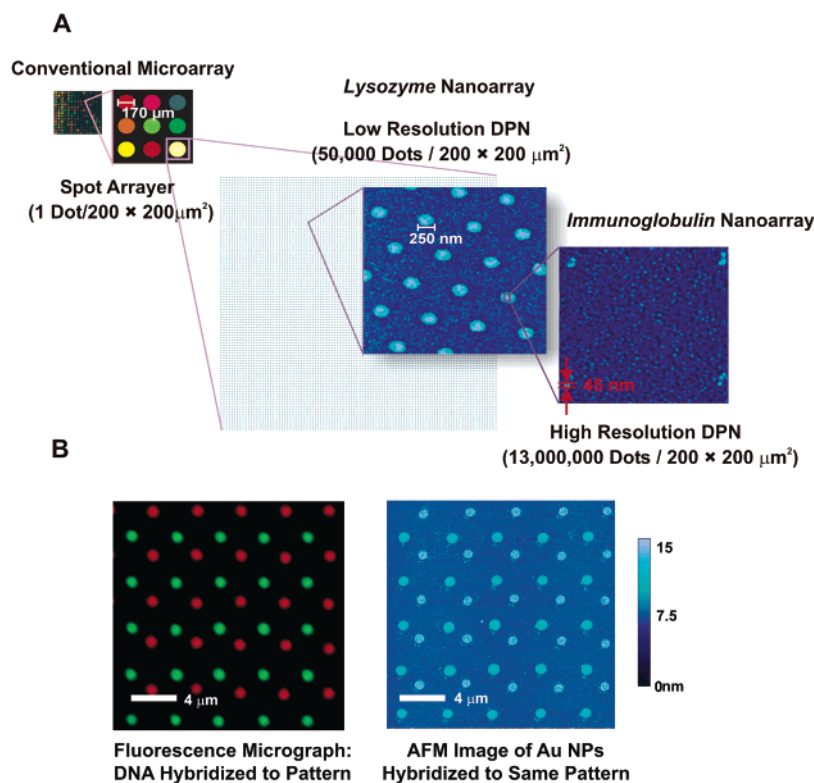 A
Conventional Microarray
170 μm
Spot Arrayer
(1 Dot/200 × 200μm²)
Lysozyme Nanoarray
Low Resolution DPN
(50,000 Dots / 200 × 200 μm²)
250 nm
Immunoglobulin Nanoarray
45 nm
High Resolution DPN
(13,000,000 Dots / 200 × 200 μm²)
B
4 μm
Fluorescence Micrograph:
DNA Hybridized to Pattern
4 μm
AFM Image of Au NPs
Hybridized to Same Pattern
15
7.5
0nm